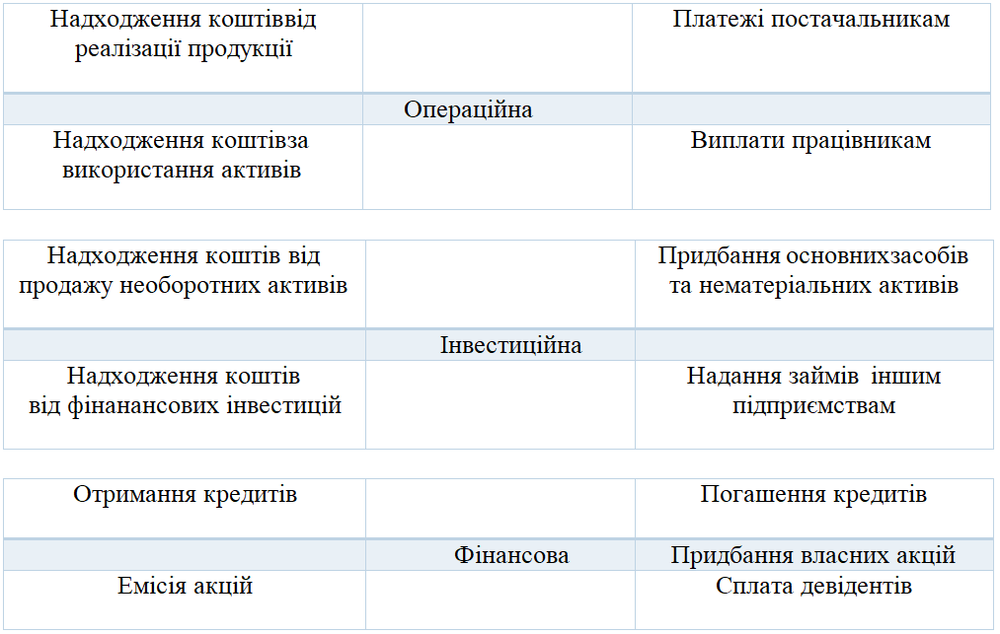 Надходження коштіввід
реалізації продукції
Платежі постачальникам
Операційна
Надходження коштівза
використання активів
Виплати працівникам
Надходження коштів від
продажу необоротних активів
Придбання основнихзасобів
та нематеріальних активів
Інвестиційна
Надходження коштів
від фінанансових інвестицій
Надання займів іншим
підприємствам
Отримання кредитів
Погашення кредитів
Фінансова
Придбання власних акцій
Емісія акцій
Сплата девідентів